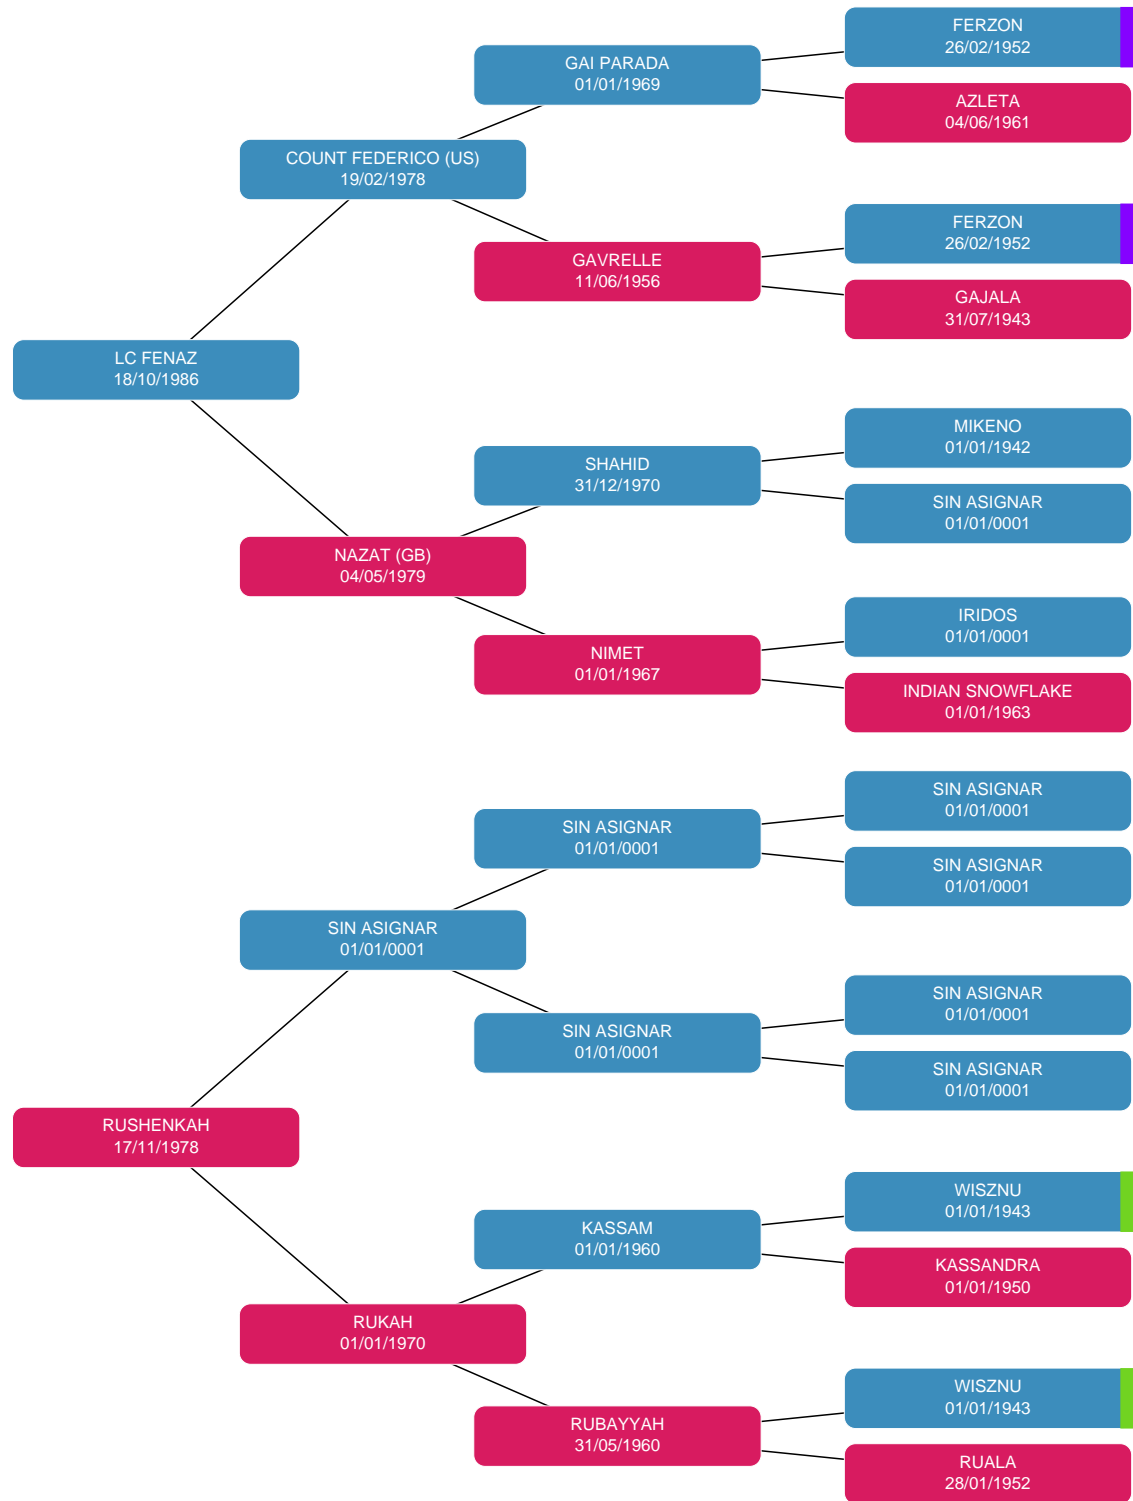 FERZON
26/02/1952
GAI PARADA
01/01/1969
AZLETA
04/06/1961
COUNT FEDERICO (US)
19/02/1978
FERZON
26/02/1952
GAVRELLE
11/06/1956
GAJALA
31/07/1943
LC FENAZ
18/10/1986
MIKENO
01/01/1942
SHAHID
31/12/1970
SIN ASIGNAR
01/01/0001
NAZAT (GB)
04/05/1979
IRIDOS
01/01/0001
NIMET
01/01/1967
INDIAN SNOWFLAKE
01/01/1963
SIN ASIGNAR
01/01/0001
SIN ASIGNAR
01/01/0001
SIN ASIGNAR
01/01/0001
SIN ASIGNAR
01/01/0001
SIN ASIGNAR
01/01/0001
SIN ASIGNAR
01/01/0001
SIN ASIGNAR
01/01/0001
RUSHENKAH
17/11/1978
WISZNU
01/01/1943
KASSAM
01/01/1960
KASSANDRA
01/01/1950
RUKAH
01/01/1970
WISZNU
01/01/1943
RUBAYYAH
31/05/1960
RUALA
28/01/1952